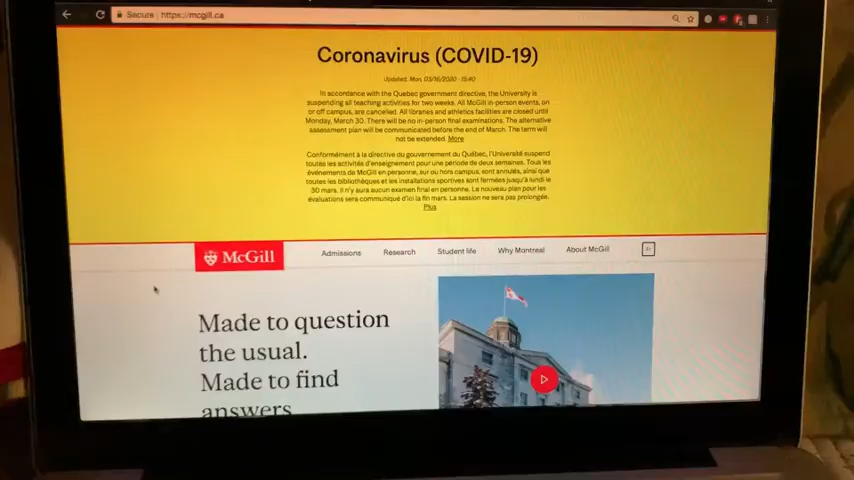 Secure | https://mcgill.ca
Coronavirus (COVID-19)
Updated: Mon, 03/16/2020 - 15:40
In accordance with the Quebec government directive, the University is
suspending all teaching activities for two weeks. All McGill in-person events, on
or off campus, are cancelled. All libraries and athletics facilities are closed until
Monday, March 30. There will be no in-person final examinations. The alternative
assessment plan will be communicated before the end of March. The term will
not be extended. More
Conformément à la directive du gouvernement du Québec, l'Université suspend
toutes les activités d'enseignement pour une période de deux semaines. Tous les
événements de McGill en personne, sur ou hors campus, sont annulés, ainsi que
toutes les bibliothèques et les installations sportives sont fermées jusqu'à lundi le
30 mars. Il n'y aura aucun examen final en personne. Le nouveau plan pour les
évaluations sera communiqué d'ici la fin mars. La session ne sera pas prolongée.
Plus
McGill Admissions Research Student life Why Montreal About McGill
Made to question
the usual.
Made to find
answers